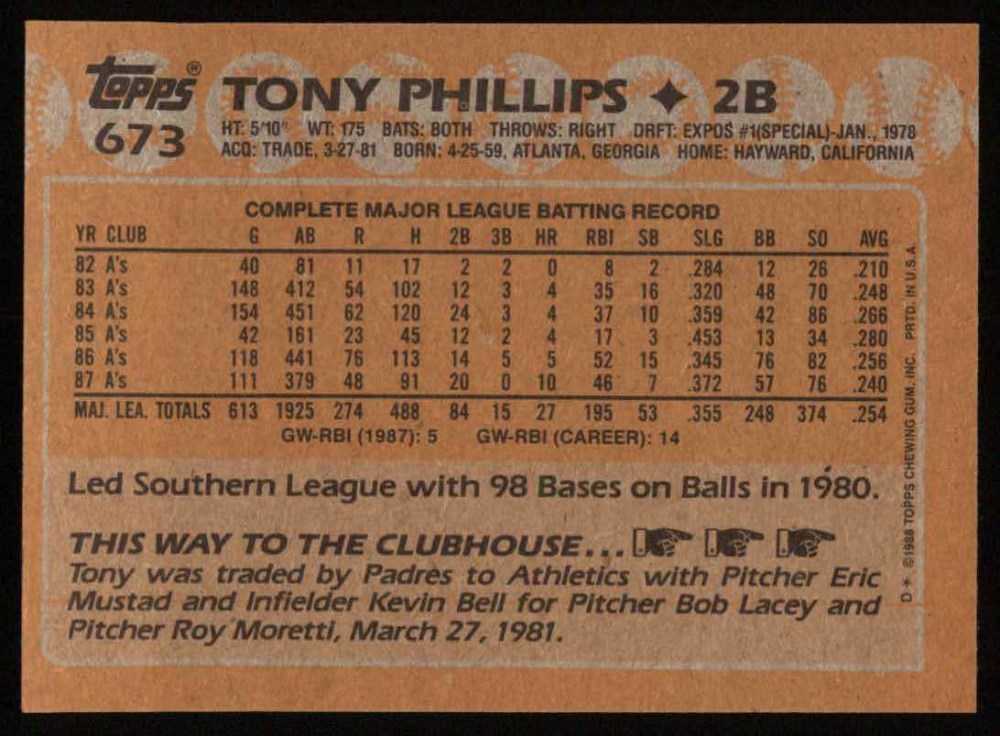 Topps®
673
TONY PHILLIPS ✦ 2B
HT: 5'10" WT: 175 BATS: BOTH THROWS: RIGHT DRFT: EXPOS #1(SPECIAL)-JAN., 1978
ACQ: TRADE, 3-27-81 BORN: 4-25-59, ATLANTA, GEORGIA HOME: HAYWARD, CALIFORNIA
COMPLETE MAJOR LEAGUE BATTING RECORD
YR CLUB G AB R H 2B 3B HR RBI SB SLG BB SO AVG
82 A's 40 81 11 17 2 2 0 8 2 .284 12 26 .210
83 A's 148 412 54 102 12 3 4 35 16 .320 48 70 .248
84 A's 154 451 62 120 24 3 4 37 10 .359 42 86 .266
85 A's 42 161 23 45 12 2 4 17 3 .453 13 34 .280
86 A's 118 441 76 113 14 5 5 52 15 .345 76 82 .256
87 A's 111 379 48 91 20 0 10 46 7 .372 57 76 .240
MAJ. LEA. TOTALS 613 1925 274 488 84 15 27 195 53 .355 248 374 .254
GW-RBI (1987): 5 GW-RBI (CAREER): 14
Led Southern League with 98 Bases on Balls in 1980.
THIS WAY TO THE CLUBHOUSE...
Tony was traded by Padres to Athletics with Pitcher Eric
Mustad and Infielder Kevin Bell for Pitcher Bob Lacey and
Pitcher Roy Moretti, March 27, 1981.
D* ©1988 TOPPS CHEWING GUM, INC. PRTD. IN U.S.A.